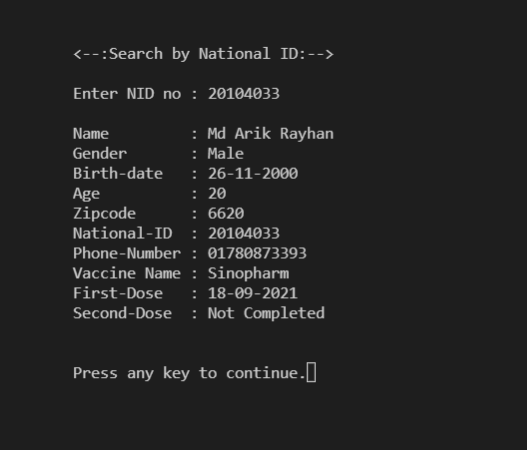 <--:Search by National ID:-->
Enter NID no : 20104033
Name         : Md Arik Rayhan
Gender       : Male
Birth-date   : 26-11-2000
Age          : 20
Zipcode      : 6620
National-ID  : 20104033
Phone-Number : 01780873393
Vaccine Name : Sinopharm
First-Dose   : 18-09-2021
Second-Dose  : Not Completed
Press any key to continue.